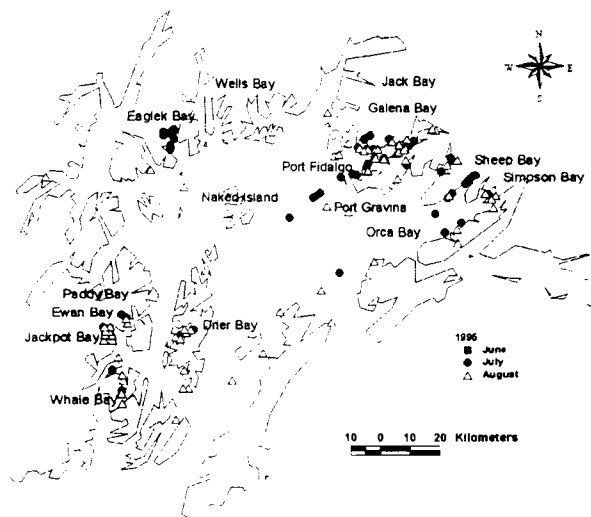 N
W E
S
Wells Bay
Jack Bay
Galena Bay
Eaglek Bay
Port Fidalgo
Sheep Bay
Simpson Bay
Naked Island
Port Gravina
Orca Bay
Paddy Bay
Ewan Bay
Jackpot Bay
Drier Bay
Whale Bay
1996
June
July
August
10 0 10 20 Kilometers